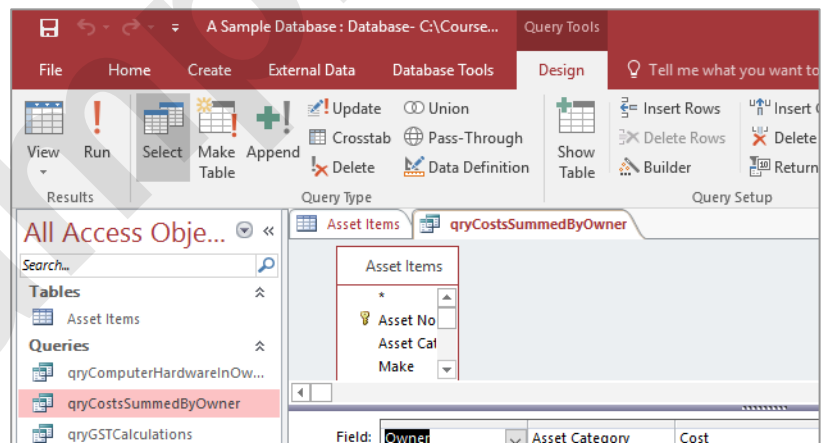 A Sample Database : Database- C:\Course...
Query Tools
File Home Create External Data Database Tools Design Tell me what you want to
View Run Select Make Table Append
Update Union
Crosstab Pass-Through
Delete Data Definition
Show Table
Insert Rows Insert
Delete Rows Delete
Builder Return
Results Query Type Query Setup
All Access Obje...
Search...
Tables
Asset Items
Queries
qryComputerHardwareInOw...
qryCostsSummedByOwner
qryGSTCalculations
Asset Items qryCostsSummedByOwner
Asset Items
*
Asset No
Asset Cat
Make
Field: Owner Asset Category Cost